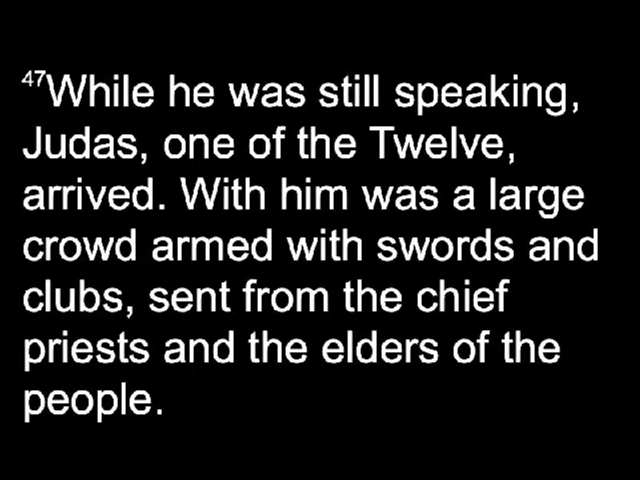 47While he was still speaking,
Judas, one of the Twelve,
arrived. With him was a large
crowd armed with swords and
clubs, sent from the chief
priests and the elders of the
people.